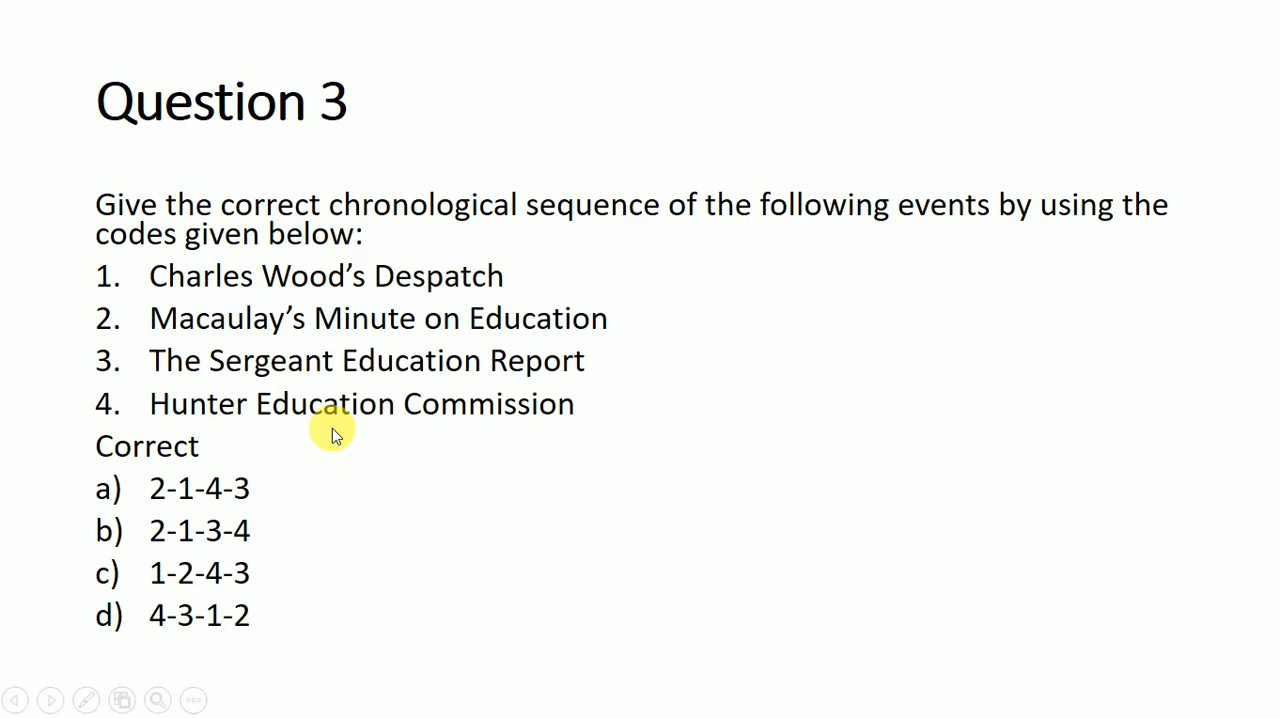 Question 3
Give the correct chronological sequence of the following events by using the
codes given below:
1. Charles Wood’s Despatch
2. Macaulay’s Minute on Education
3. The Sergeant Education Report
4. Hunter Education Commission
Correct
a) 2-1-4-3
b) 2-1-3-4
c) 1-2-4-3
d) 4-3-1-2